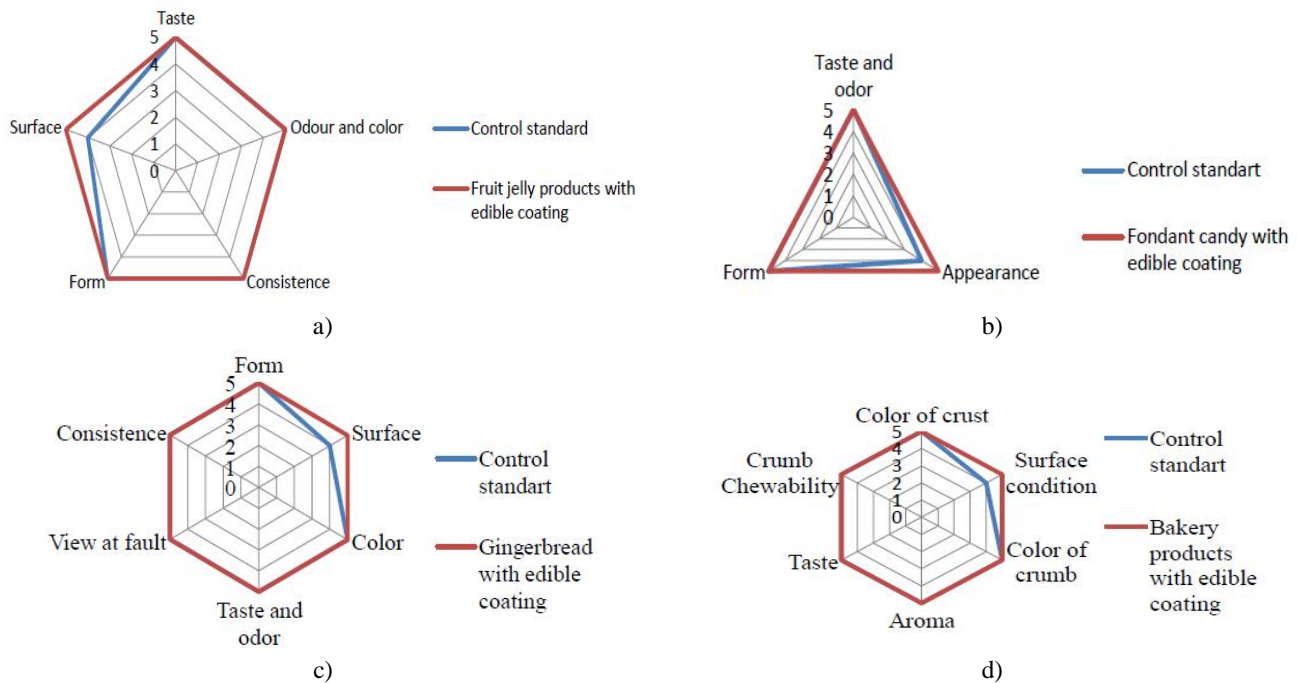 Taste
5
4
3
2
1
0
Surface
Odour and color
Form
Consistence
Control standard
Fruit jelly products with
edible coating
a)
Taste and
odor
5
4
3
2
1
0
Form
Appearance
Control standart
Fondant candy with
edible coating
b)
Form
5
4
3
2
1
0
Consistence
Surface
View at fault
Color
Taste and
odor
Control
standart
Gingerbread
with edible
coating
c)
Color of crust
5
4
3
2
1
0
Crumb
Chewability
Surface
condition
Taste
Color of
crumb
Aroma
Control
standart
Bakery
products
with edible
coating
d)